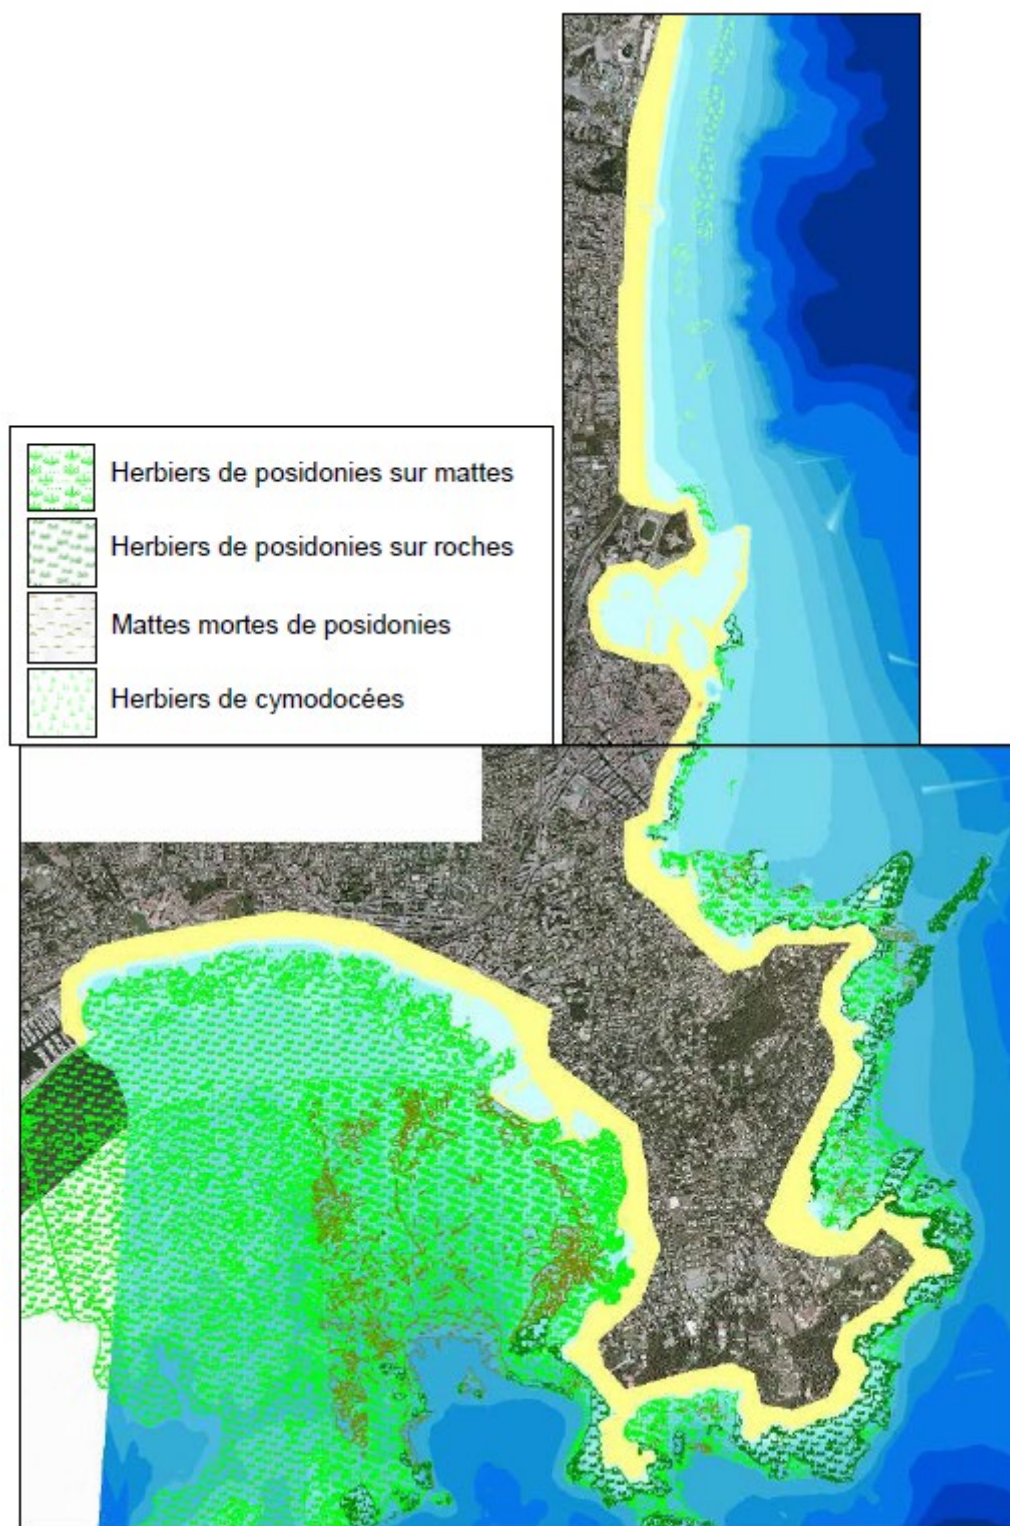 Herbiers de posidonies sur mattes
Herbiers de posidonies sur roches
Mattes mortes de posidonies
Herbiers de cymodocées